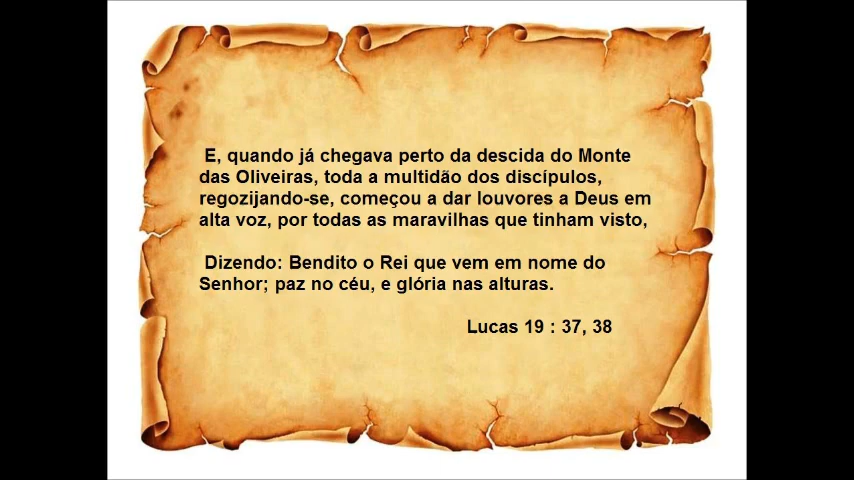 E, quando já chegava perto da descida do Monte
das Oliveiras, toda a multidão dos discípulos,
regozijando-se, começou a dar louvores a Deus em
alta voz, por todas as maravilhas que tinham visto,
Dizendo: Bendito o Rei que vem em nome do
Senhor; paz no céu, e glória nas alturas.
Lucas 19 : 37, 38